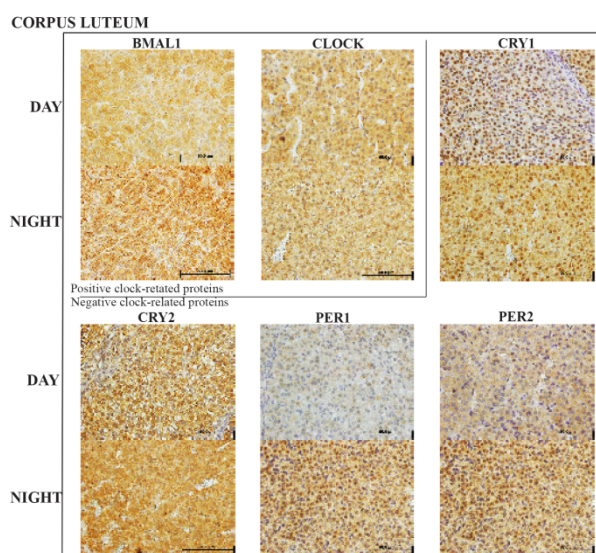 CORPUS LUTEUM
BMAL1 CLOCK CRY1
DAY
NIGHT
Positive clock-retated proteins
Negative clock-related proteins
CRY2 PER1 PER2
DAY
NIGHT